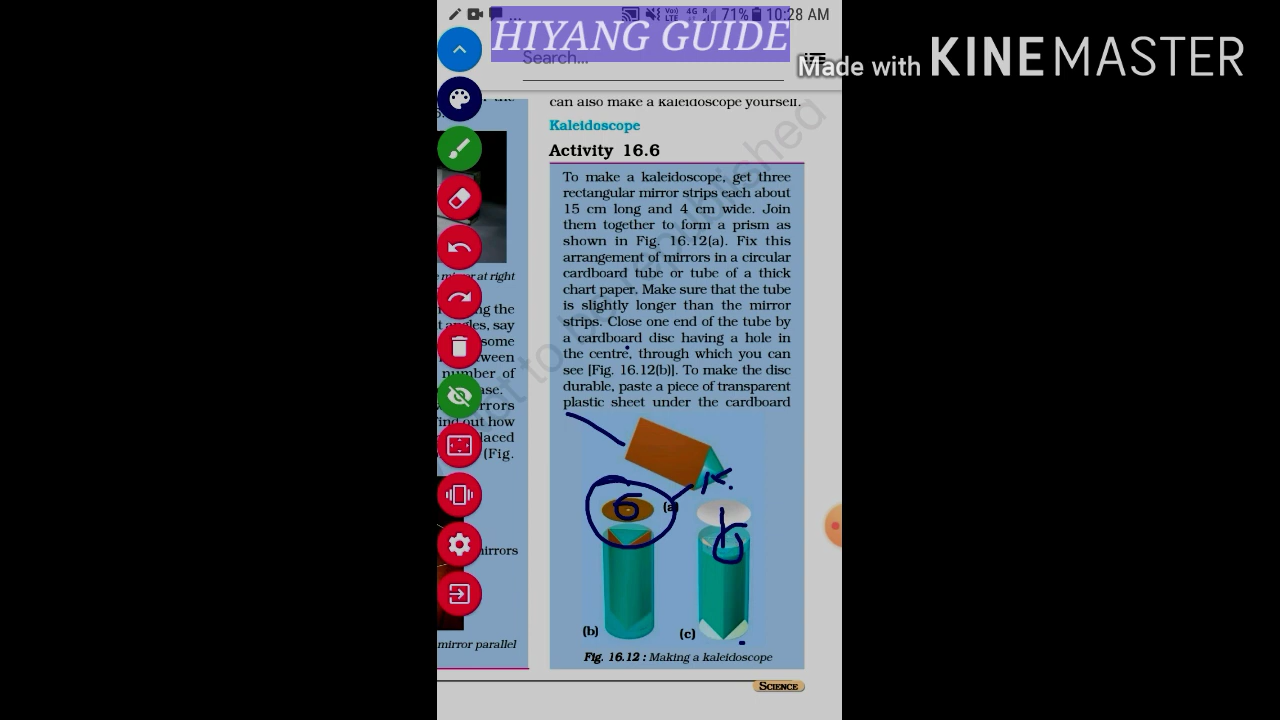 10:28 AM
71%
4G
R
Vo)
LTE
HIYANG GUIDE
Search...
Made with KINEMASTER
can also make a kaleidoscope yourself.
Kaleidoscope
Activity 16.6
To make a kaleidoscope, get three
rectangular mirror strips each about
15 cm long and 4 cm wide. Join
them together to form a prism as
shown in Fig. 16.12(a). Fix this
arrangement of mirrors in a circular
cardboard tube or tube of a thick
chart paper. Make sure that the tube
is slightly longer than the mirror
strips. Close one end of the tube by
a cardboard disc having a hole in
the centre, through which you can
see [Fig. 16.12(b)]. To make the disc
durable, paste a piece of transparent
plastic sheet under the cardboard
(a)
(b)
(c)
Fig. 16.12 : Making a kaleidoscope
SCIENCE
at right
ng the
angles, say
some
number of
rrors
ind out how
laced
(Fig.
irrors
mirror parallel